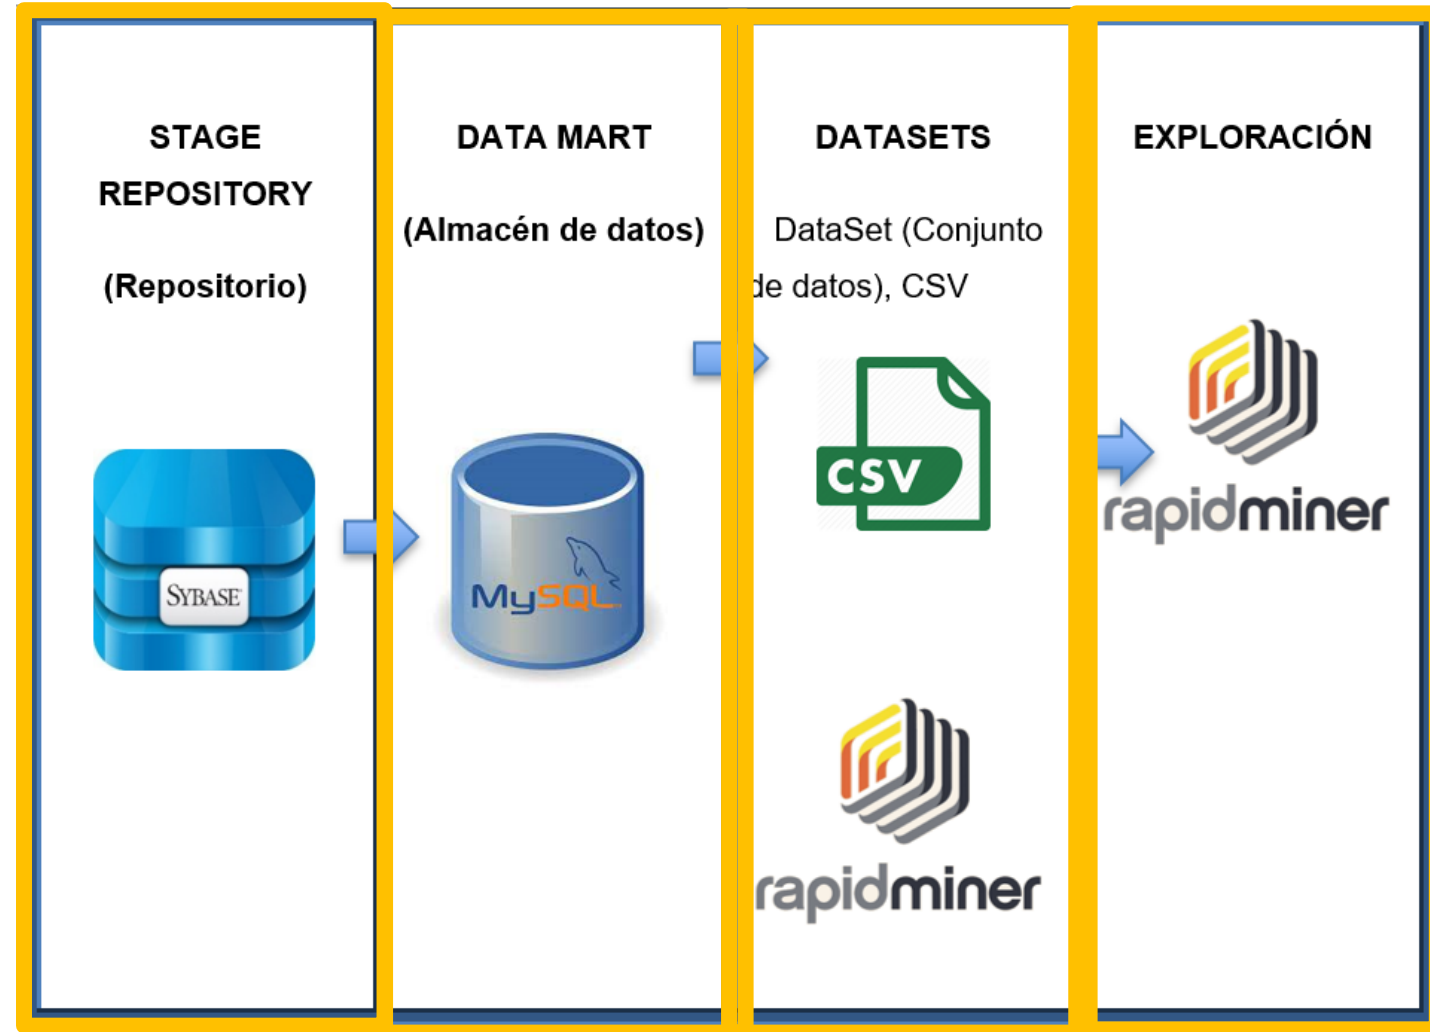 STAGE
REPOSITORY
(Repositorio)
SYBASE
DATA MART
(Almacén de datos)
MySQL
DATASETS
DataSet (Conjunto
de datos), CSV
CSV
rapidminer
EXPLORACIÓN
rapidminer